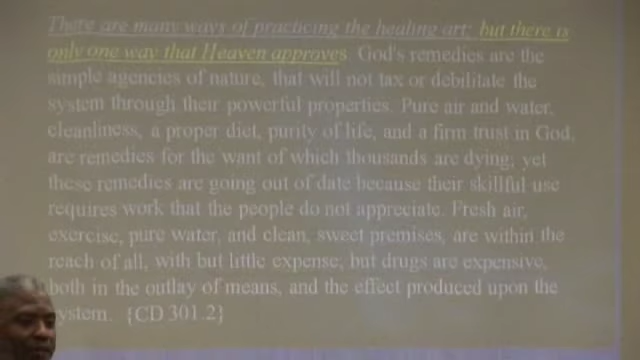 There are many ways of practicing the healing art; but there is
only one way that Heaven approves. God's remedies are the
simple agencies of nature, that will not tax or debilitate the
system through their powerful properties. Pure air and water,
cleanliness, a proper diet, purity of life, and a firm trust in God,
are remedies for the want of which thousands are dying; yet
these remedies are going out of date because their skillful use
requires work that the people do not appreciate. Fresh air,
exercise, pure water, and clean, sweet premises, are within the
reach of all, with but little expense, but drugs are expensive,
both in the outlay of means, and the effect produced upon the
system. {CD 301.2}